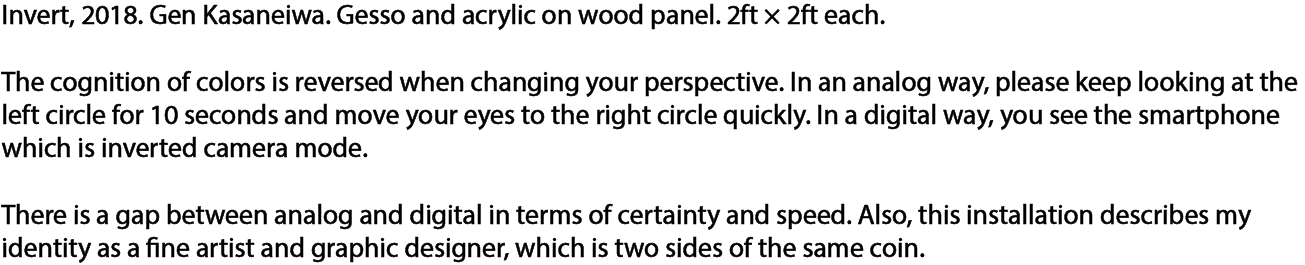 Invert, 2018. Gen Kasaneiwa. Gesso and acrylic on wood panel. 2ft × 2ft each.
The cognition of colors is reversed when changing your perspective. In an analog way, please keep looking at the
left circle for 10 seconds and move your eyes to the right circle quickly. In a digital way, you see the smartphone
which is inverted camera mode.
There is a gap between analog and digital in terms of certainty and speed. Also, this installation describes my
identity as a fine artist and graphic designer, which is two sides of the same coin.